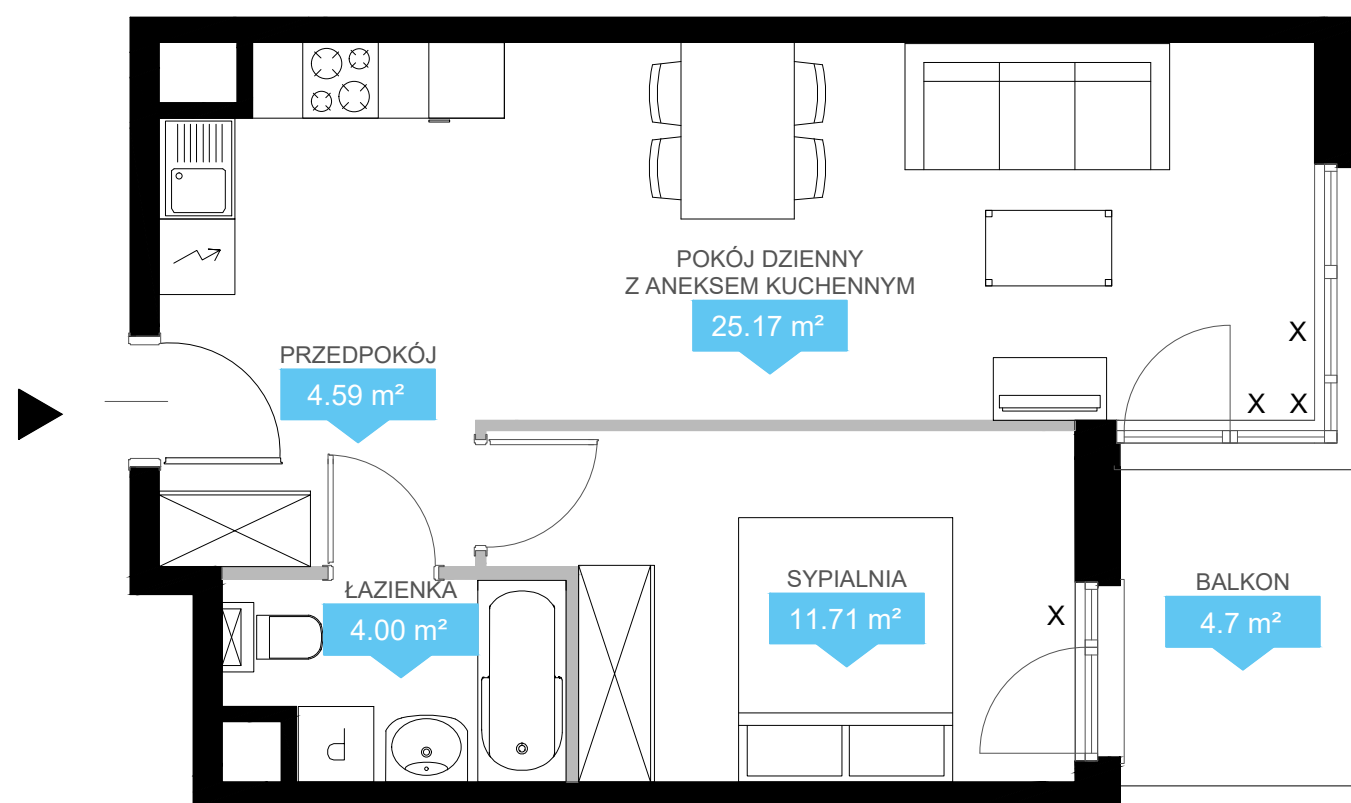 POKÓJ DZIENNY
Z ANEKSEM KUCHENNYM
25.17 m²
PRZEDPOKÓJ
4.59 m²
X
X X
ŁAZIENKA
4.00 m²
SYPIALNIA
11.71 m²
X
BALKON
4.7 m²
P